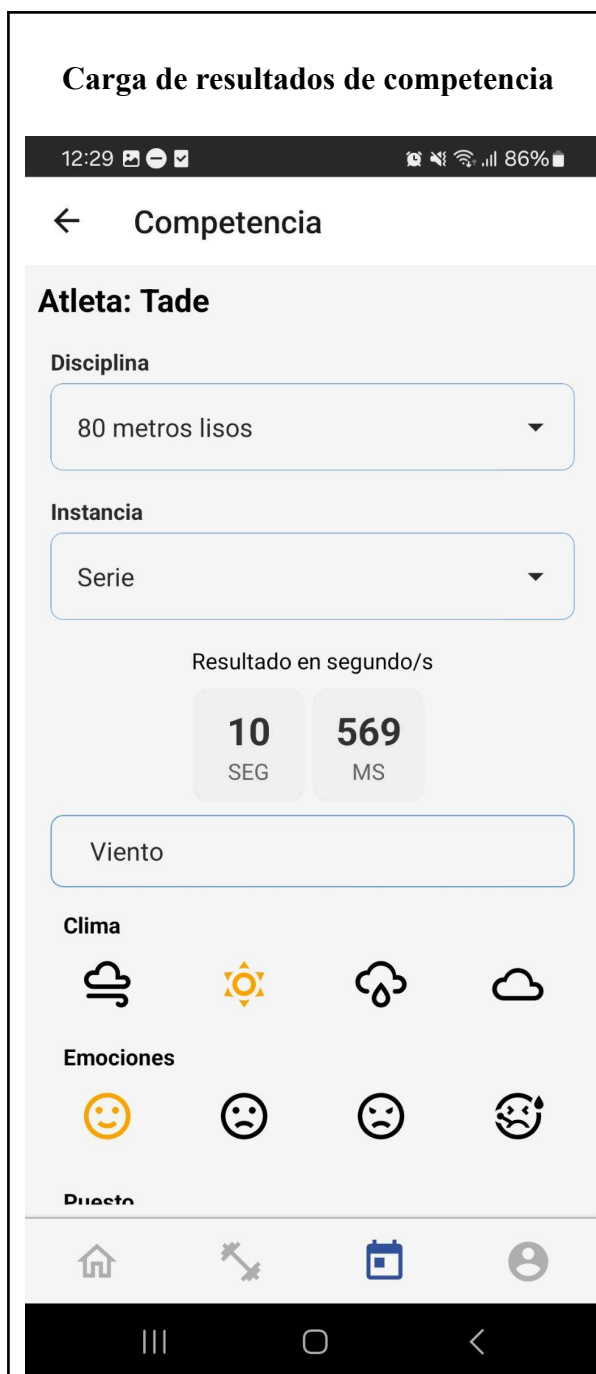 Carga de resultados de competencia
12:29 86%
Competencia
Atleta: Tade
Disciplina
80 metros lisos
Instancia
Serie
Resultado en segundo/s
10 569
SEG MS
Viento
Clima
Emociones
Puesto